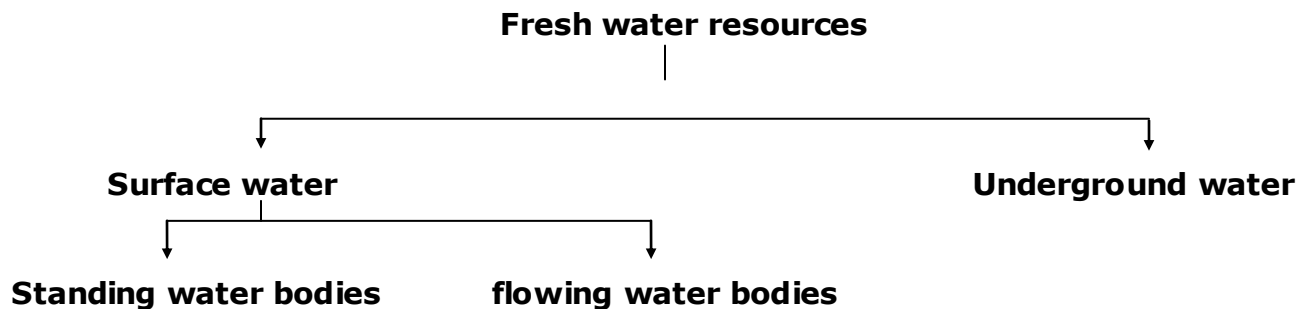 Fresh water resources
Surface water
Underground water
Standing water bodies
flowing water bodies